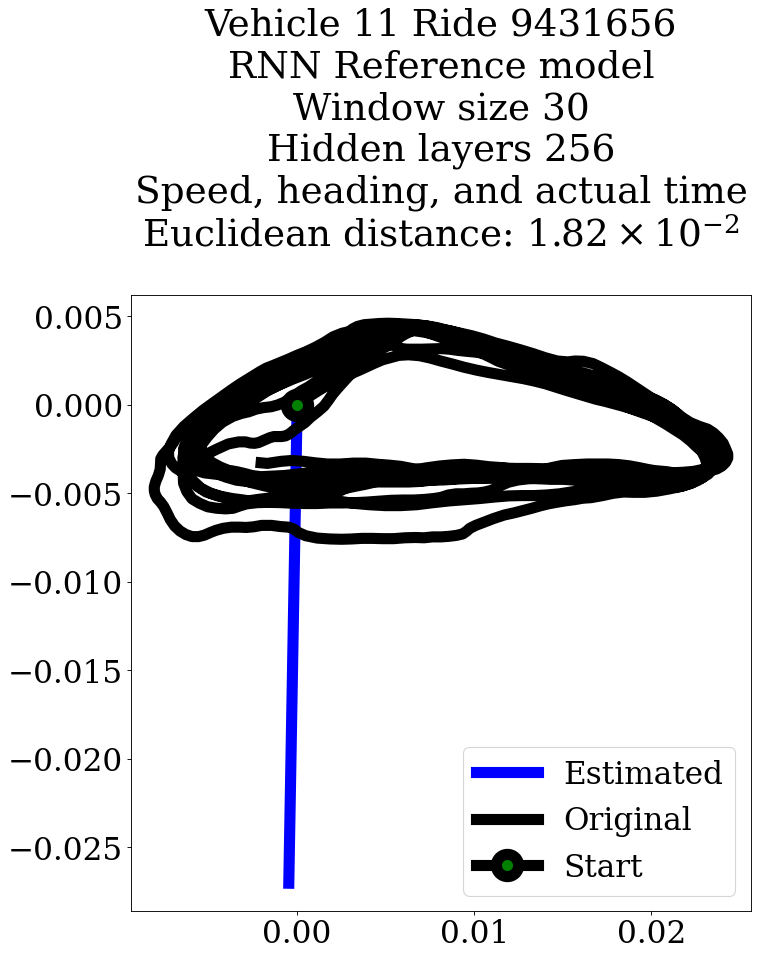 Vehicle 11 Ride 9431656
RNN Reference model
Window size 30
Hidden layers 256
Speed, heading, and actual time
Euclidean distance: 1.82 × 10⁻²
0.005
0.000
−0.005
−0.010
−0.015
−0.020
−0.025
Estimated
Original
Start
0.00 0.01 0.02